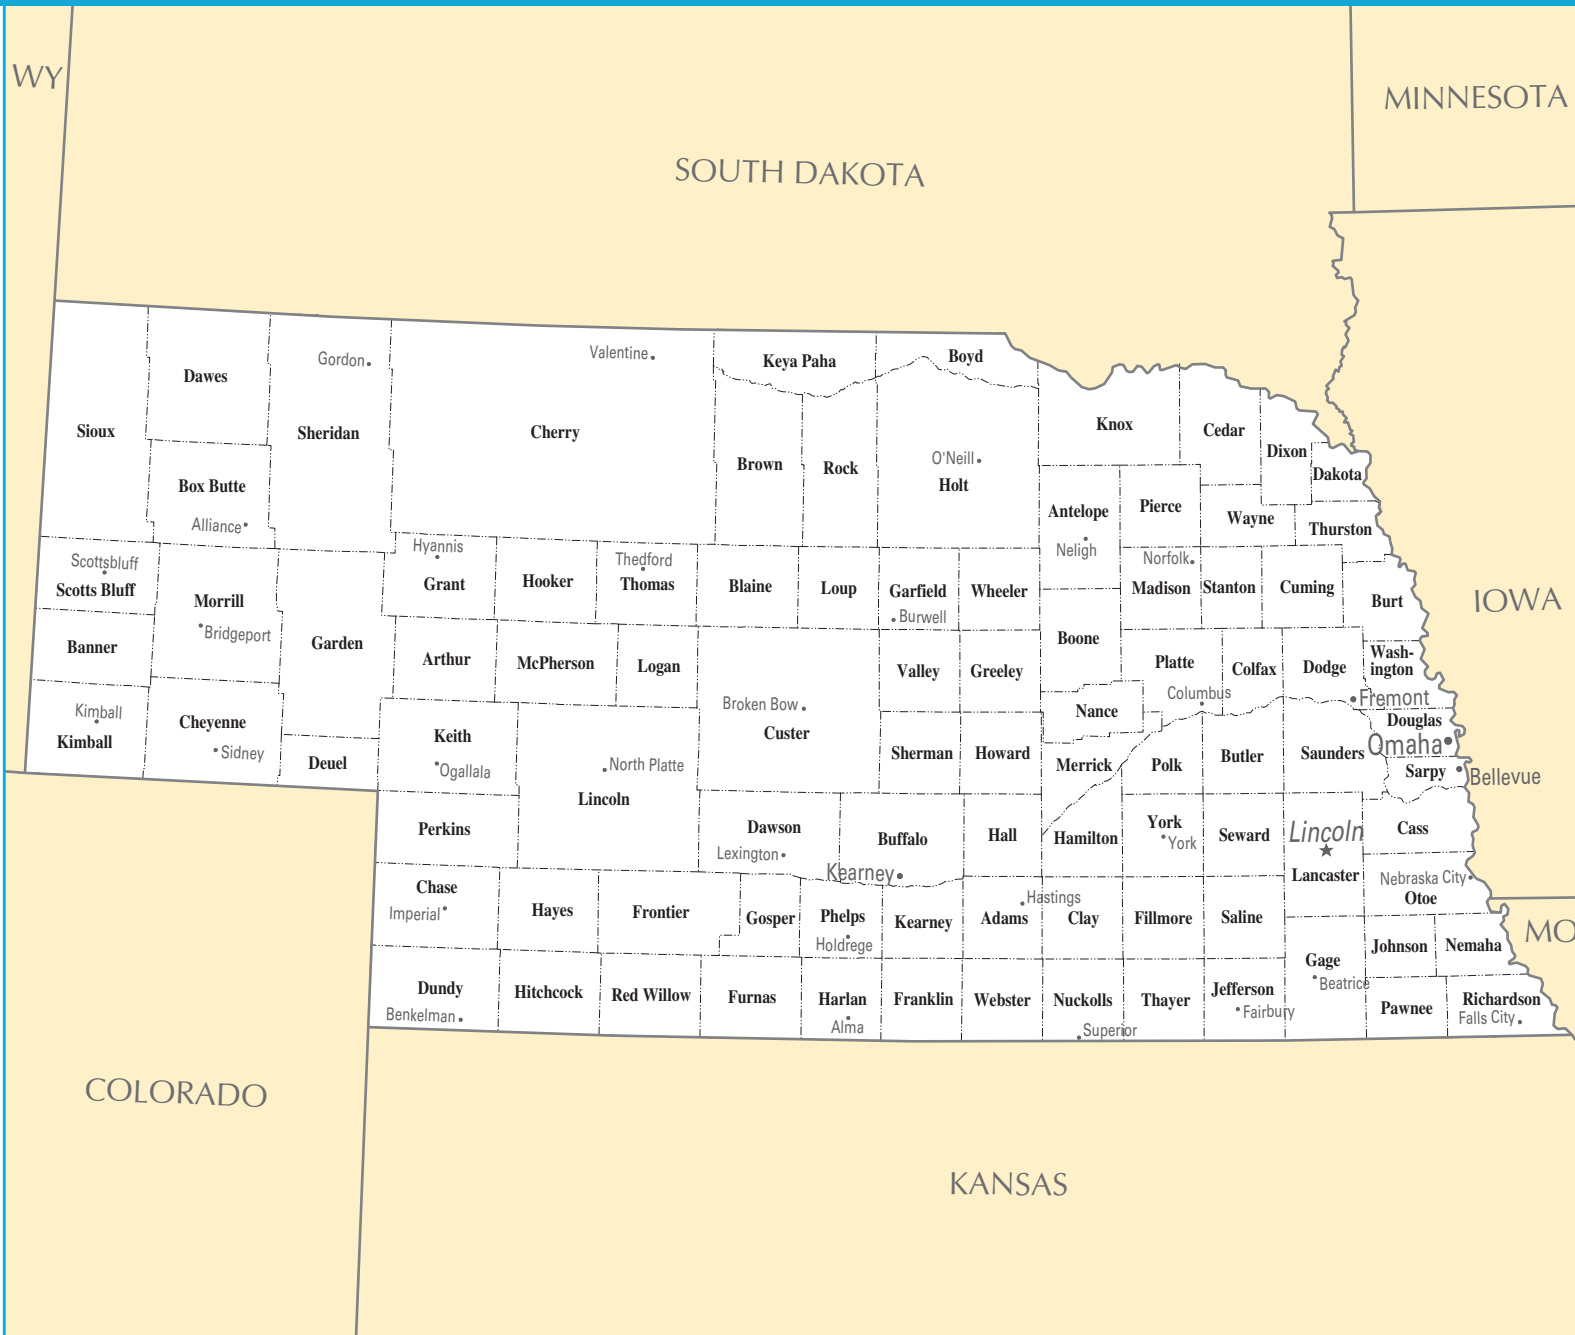 WY
MINNESOTA
SOUTH DAKOTA
Gordon
Valentine
Keya Paha
Boyd
Dawes
Sioux
Sheridan
Cherry
Knox
Cedar
Dixon
Brown
Rock
O'Neill
Holt
Dakota
Box Butte
Alliance
Antelope
Pierce
Wayne
Thurston
Neligh
Norfolk
Hyannis
Thedford
Scottsbluff
Scotts Bluff
Grant
Hooker
Thomas
Blaine
Loup
Garfield
Wheeler
Madison
Stanton
Cuming
Burt
IOWA
Morrill
Bridgeport
Burwell
Banner
Garden
Arthur
McPherson
Logan
Valley
Greeley
Boone
Platte
Colfax
Dodge
Wash-
ington
Columbus
Fremont
Kimball
Kimball
Cheyenne
Sidney
Deuel
Keith
Ogallala
North Platte
Lincoln
Broken Bow
Custer
Sherman
Howard
Nance
Merrick
Polk
Butler
Saunders
Douglas
Omaha
Sarpy
Bellevue
Perkins
Dawson
Lexington
Buffalo
Kearney
Hall
Hamilton
York
York
Seward
Lincoln
Lancaster
Cass
Nebraska City
Otoe
Chase
Imperial
Hayes
Frontier
Gosper
Phelps
Holdrege
Kearney
Hastings
Adams
Clay
Fillmore
Saline
MO
Johnson
Nemaha
Gage
Beatrice
Dundy
Benkelman
Hitchcock
Red Willow
Furnas
Harlan
Alma
Franklin
Webster
Nuckolls
Superior
Thayer
Jefferson
Fairbury
Pawnee
Richardson
Falls City
COLORADO
KANSAS